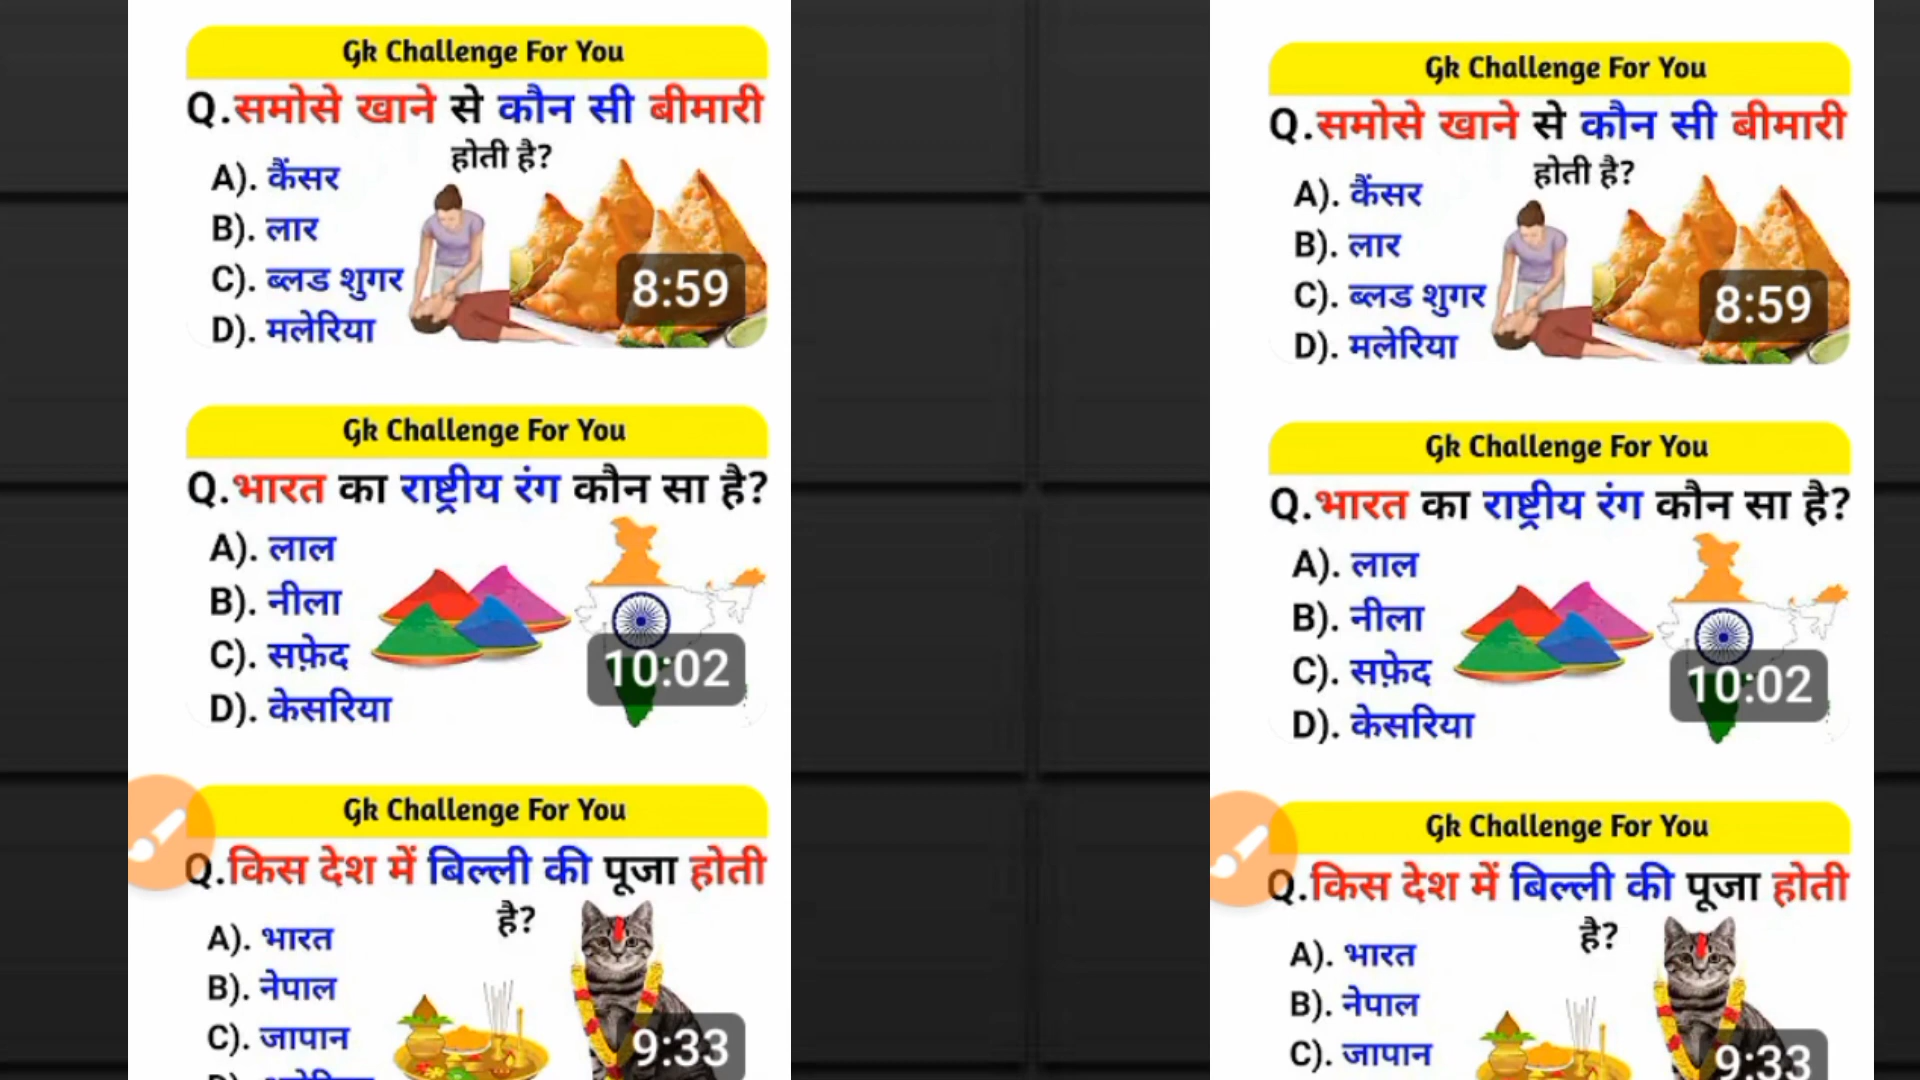 Gk Challenge For You
Q.समोसे खाने से कौन सी बीमारी
होती है?
A). कैंसर
B). लार
C). ब्लड शुगर
D). मलेरिया
8:59
Gk Challenge For You
Q.भारत का राष्ट्रीय रंग कौन सा है?
A). लाल
B). नीला
C). सफ़ेद
D). केसरिया
10:02
Gk Challenge For You
Q.किस देश में बिल्ली की पूजा होती
है?
A). भारत
B). नेपाल
C). जापान
9:33
Gk Challenge For You
Q.समोसे खाने से कौन सी बीमारी
होती है?
A). कैंसर
B). लार
C). ब्लड शुगर
D). मलेरिया
8:59
Gk Challenge For You
Q.भारत का राष्ट्रीय रंग कौन सा है?
A). लाल
B). नीला
C). सफ़ेद
D). केसरिया
10:02
Gk Challenge For You
Q.किस देश में बिल्ली की पूजा होती
है?
A). भारत
B). नेपाल
C). जापान
9:33